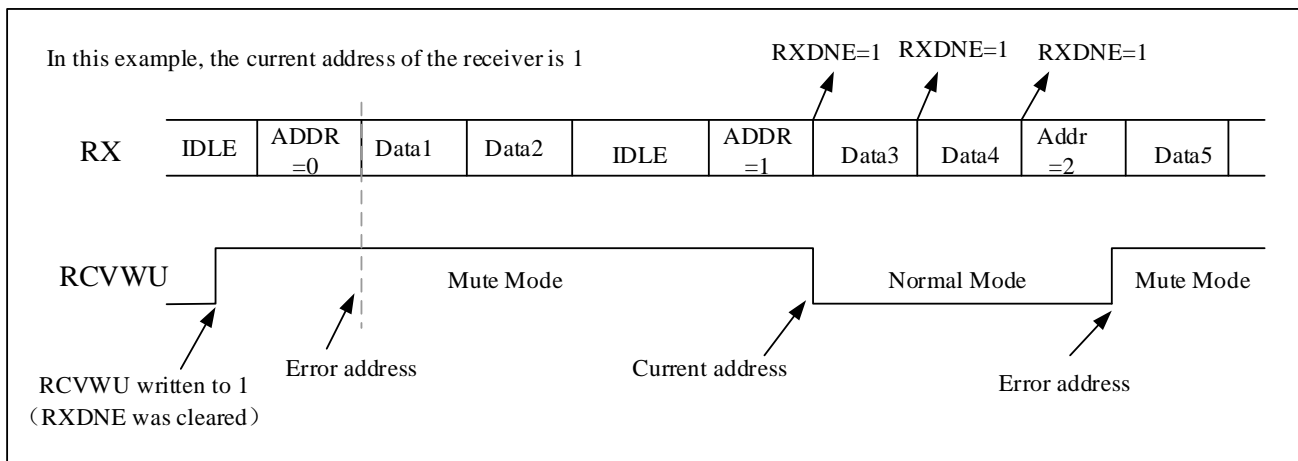 In this example, the current address of the receiver is 1
RXDNE=1
RXDNE=1
RXDNE=1
RX
IDLE
ADDR
=0
Data1
Data2
IDLE
ADDR
=1
Data3
Data4
Addr
=2
Data5
RCVWU
Mute Mode
Normal Mode
Mute Mode
Error address
Current address
Error address
RCVWU written to 1
（RXDNE was cleared）